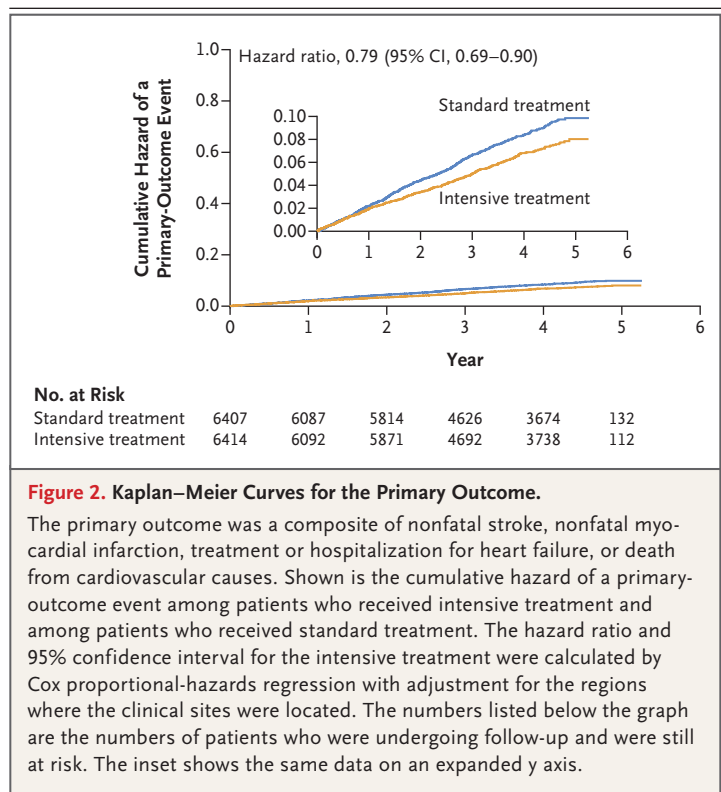 Hazard ratio, 0.79 (95% CI, 0.69–0.90)
Cumulative Hazard of a
Primary-Outcome Event
1.0
0.8
0.6
0.4
0.2
0.0
0.10
0.08
0.06
0.04
0.02
0.00
Standard treatment
Intensive treatment
0 1 2 3 4 5 6
0 1 2 3 4 5 6
Year
No. at Risk
Standard treatment 6407 6087 5814 4626 3674 132
Intensive treatment 6414 6092 5871 4692 3738 112
Figure 2. Kaplan–Meier Curves for the Primary Outcome.
The primary outcome was a composite of nonfatal stroke, nonfatal myo-
cardial infarction, treatment or hospitalization for heart failure, or death
from cardiovascular causes. Shown is the cumulative hazard of a primary-
outcome event among patients who received intensive treatment and
among patients who received standard treatment. The hazard ratio and
95% confidence interval for the intensive treatment were calculated by
Cox proportional-hazards regression with adjustment for the regions
where the clinical sites were located. The numbers listed below the graph
are the numbers of patients who were undergoing follow-up and were still
at risk. The inset shows the same data on an expanded y axis.